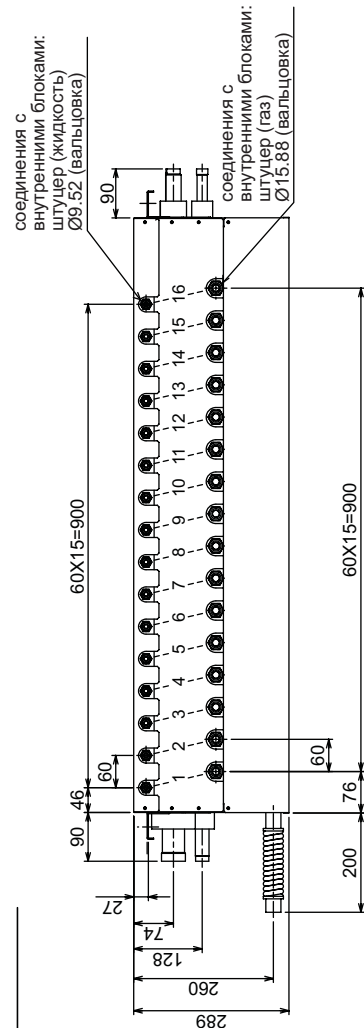 соединения с
внутренними блоками:
штуцер (жидкость)
Ø9.52 (вальцовка)
соединения с
внутренними блоками:
штуцер (газ)
Ø15.88 (вальцовка)
90
60X15=900
60
46
90
27
74
128
260
289
1
2
3
4
5
6
7
8
9
10
11
12
13
14
15
16
60X15=900
60
76
200